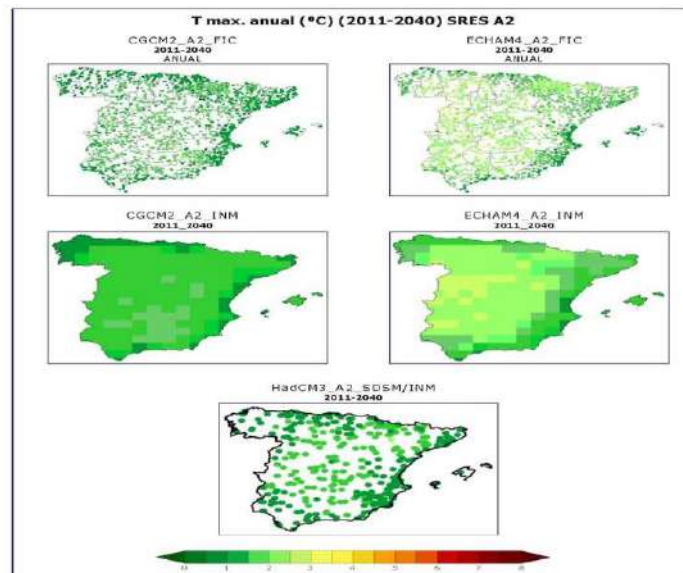 T max. anual (ºC) (2011-2040) SRES A2
CGCM2_A2_FIC
2011-2040
ANUAL
ECHAM4_A2_FIC
2011-2040
ANUAL
CGCM2_A2_INM
2011_2040
ECHAM4_A2_INM
2011_2040
HadCM3_A2_SDSM/INM
2011-2040
0 1 2 3 4 5 6 7 8